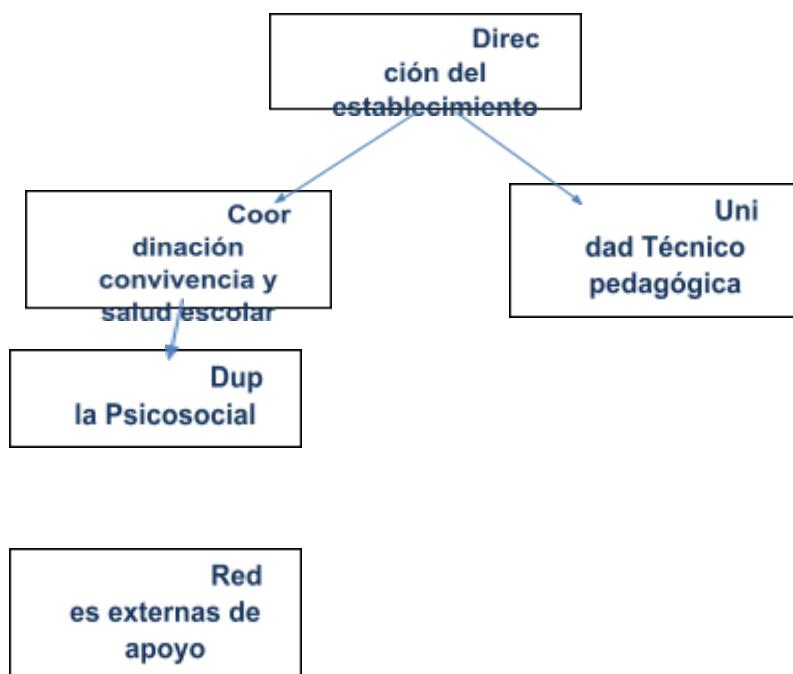 Direc
ción del
establecimiento
Coor
dinación
convivencia y
salud escolar
Uni
dad Técnico
pedagógica
Dup
la Psicosocial
Red
es externas de
apoyo